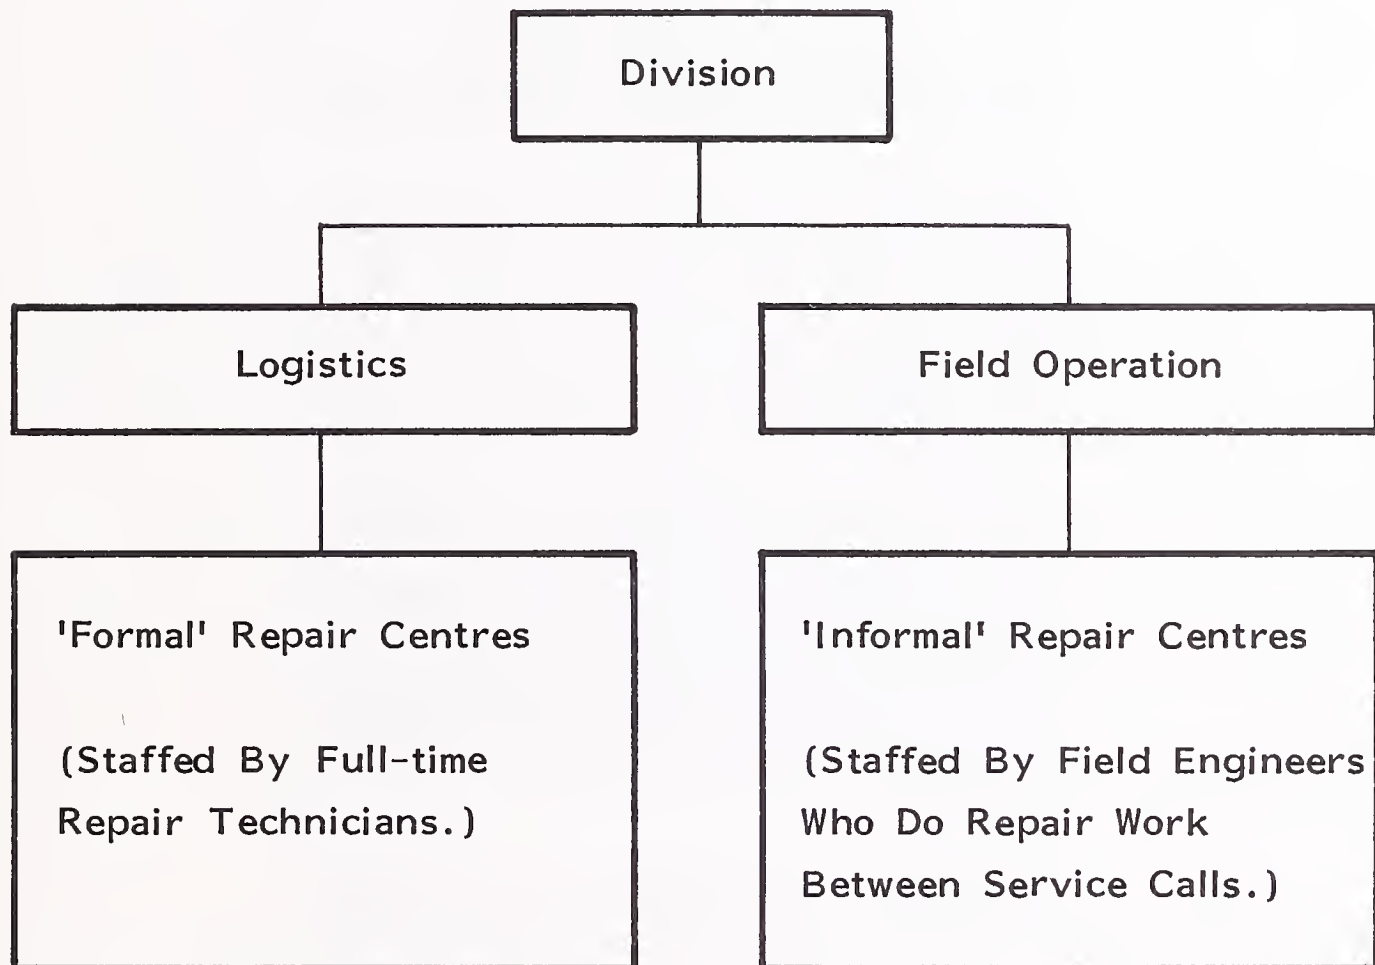 Division
Logistics
Field Operation
'Formal' Repair Centres
(Staffed By Full-time
Repair Technicians.)
'Informal' Repair Centres
(Staffed By Field Engineers
Who Do Repair Work
Between Service Calls.)